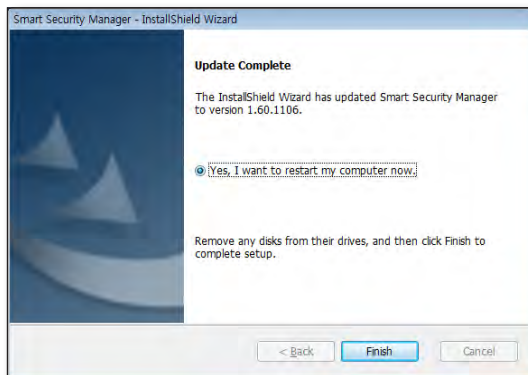 Smart Security Manager - InstallShield Wizard
Update Complete
The InstallShield Wizard has updated Smart Security Manager
to version 1.60.1106.
Yes, I want to restart my computer now.
Remove any disks from their drives, and then click Finish to
complete setup.
< Back Finish Cancel